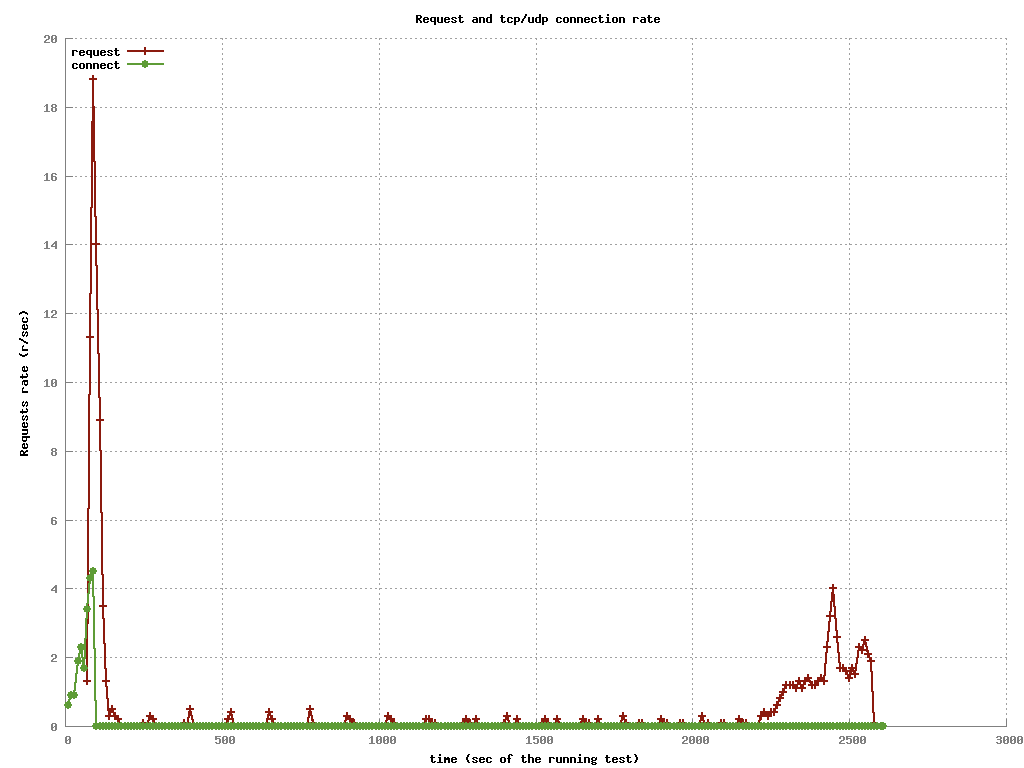 Request and tcp/udp connection rate
request
connect
20
18
16
14
12
10
8
6
4
2
0
Requests rate (r/sec)
0 500 1000 1500 2000 2500 3000
time (sec of the running test)